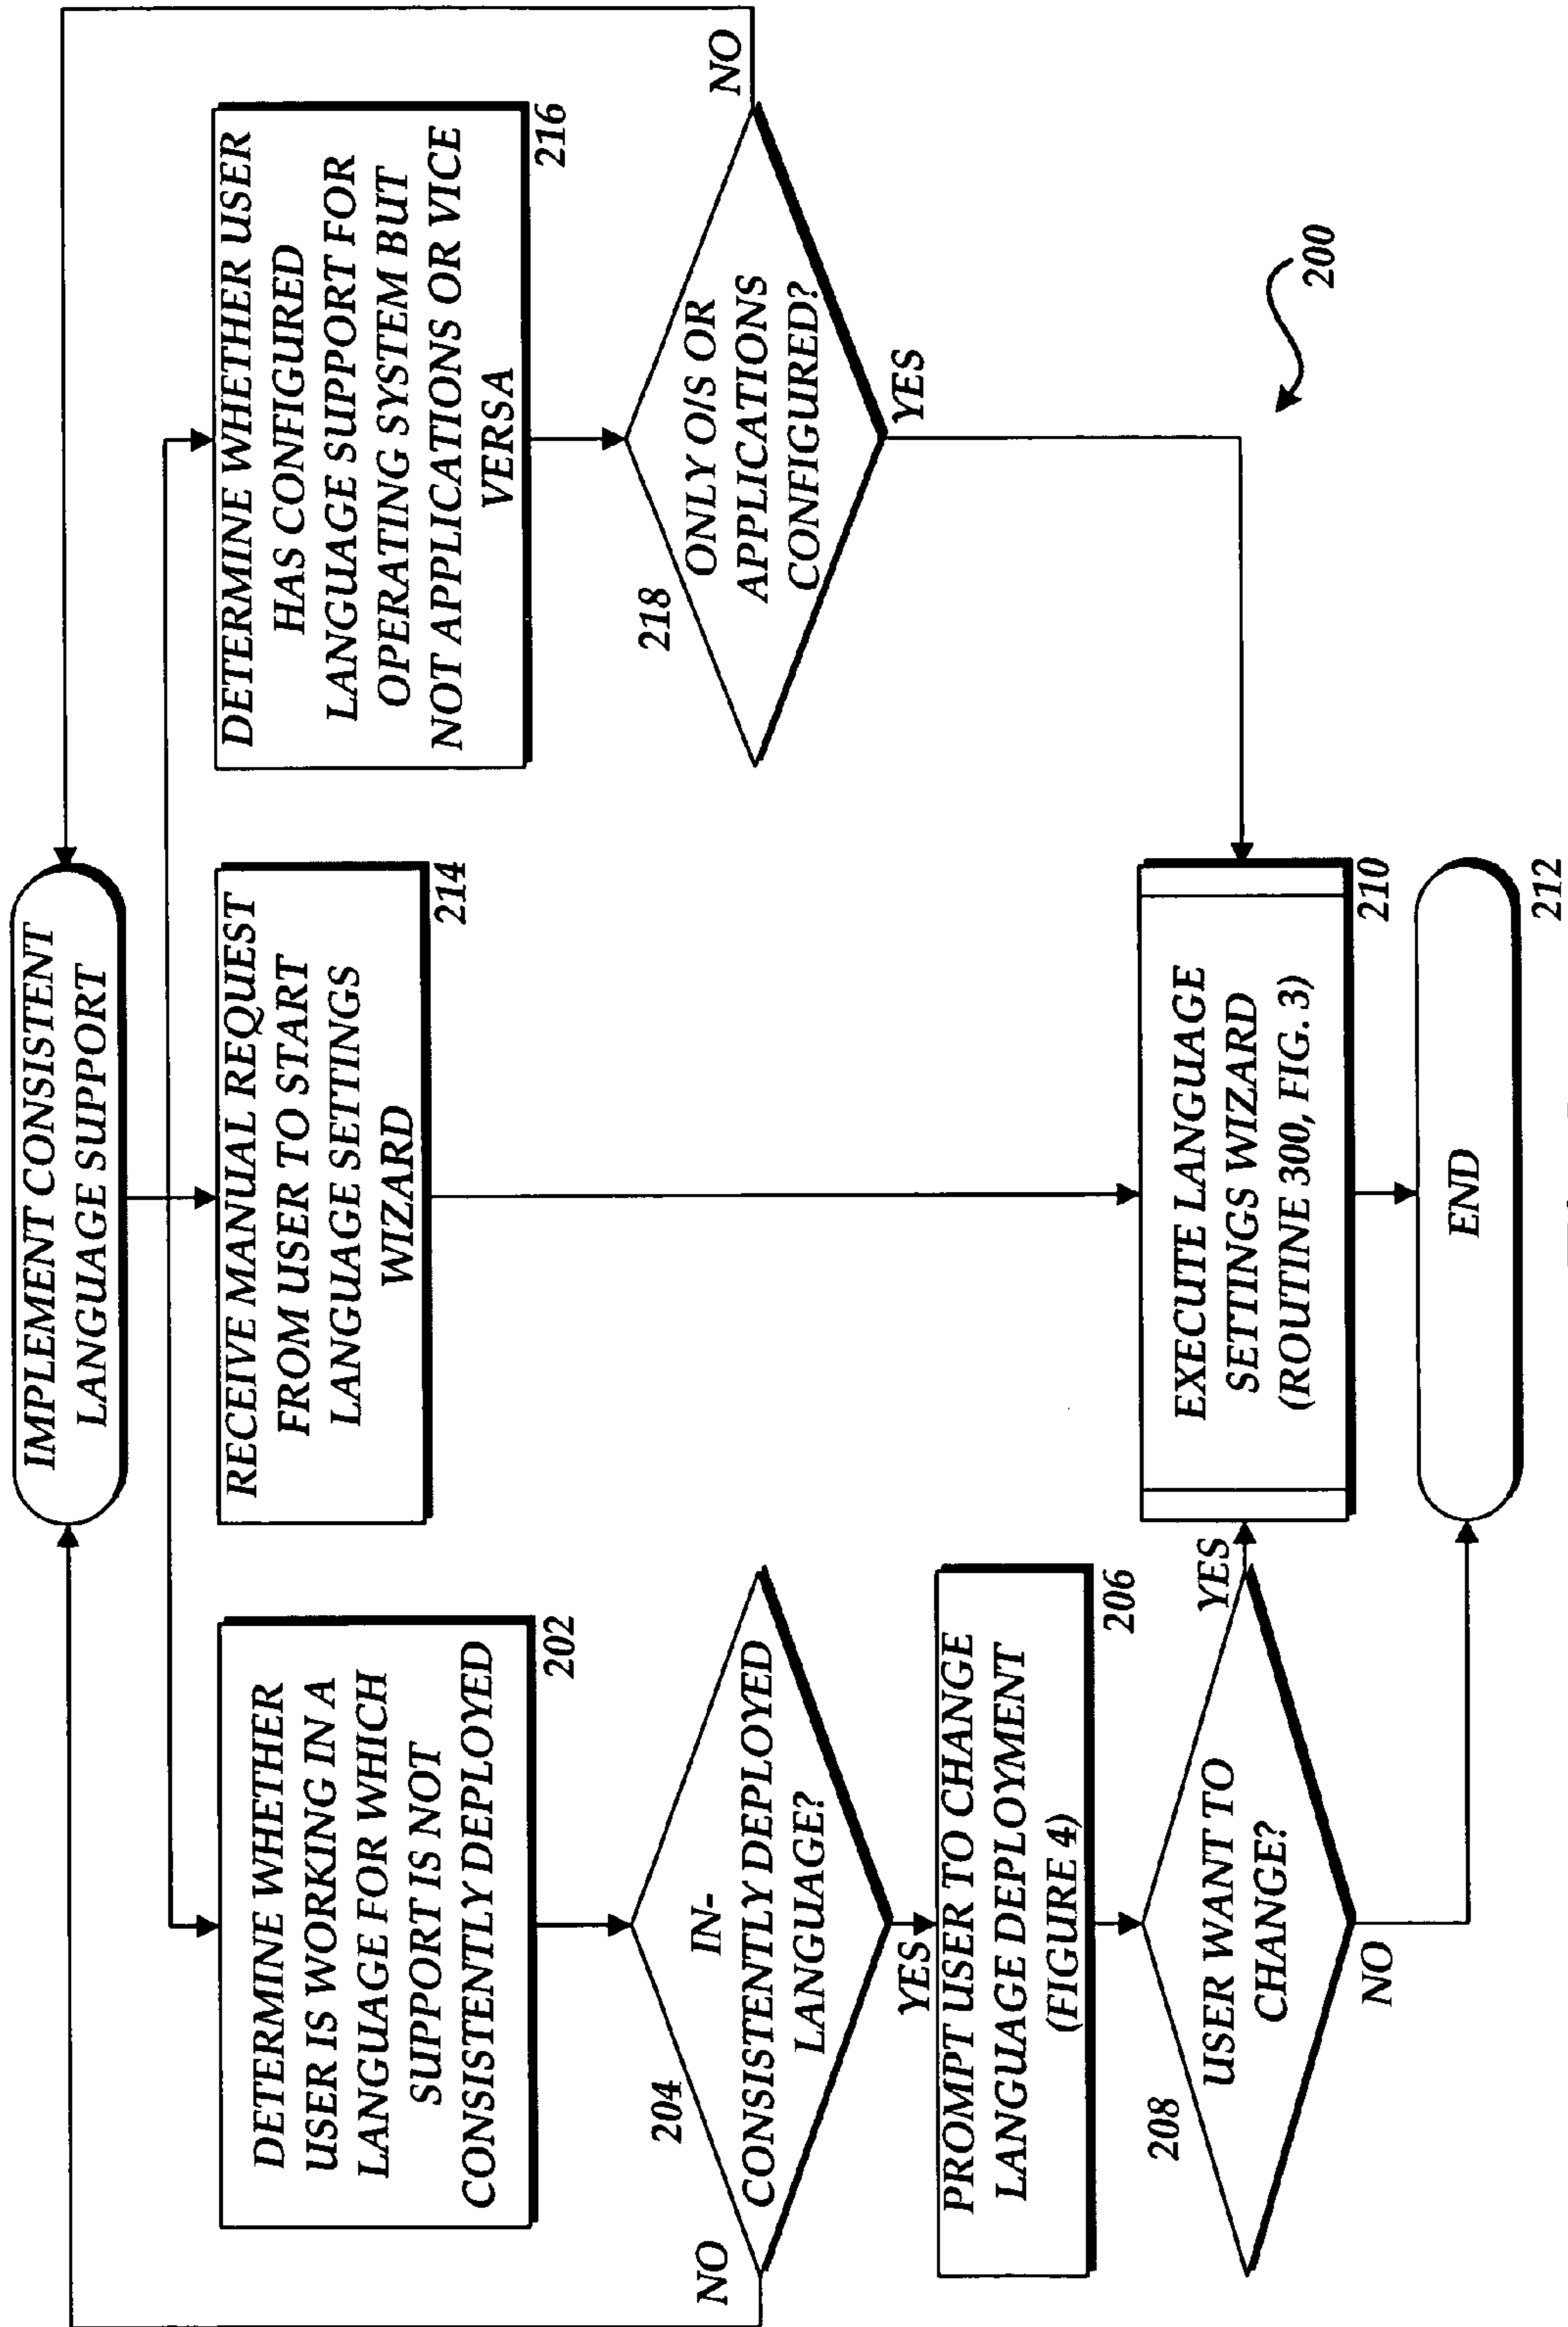 IMPLEMENT CONSISTENT
LANGUAGE SUPPORT
DETERMINE WHETHER
USER IS WORKING IN A
LANGUAGE FOR WHICH
SUPPORT IS NOT
CONSISTENTLY DEPLOYED
202
RECEIVE MANUAL REQUEST
FROM USER TO START
LANGUAGE SETTINGS
WIZARD
214
DETERMINE WHETHER USER
HAS CONFIGURED
LANGUAGE SUPPORT FOR
OPERATING SYSTEM BUT
NOT APPLICATIONS OR VICE
VERSA
216
NO
204
IN-
CONSISTENTLY DEPLOYED
LANGUAGE?
YES
218
ONLY O/S OR
APPLICATIONS
CONFIGURED?
NO
YES
PROMPT USER TO CHANGE
LANGUAGE DEPLOYMENT
(FIGURE 4)
206
208
USER WANT TO
CHANGE?
YES
NO
EXECUTE LANGUAGE
SETTINGS WIZARD
(ROUTINE 300, FIG. 3)
210
200
END
212